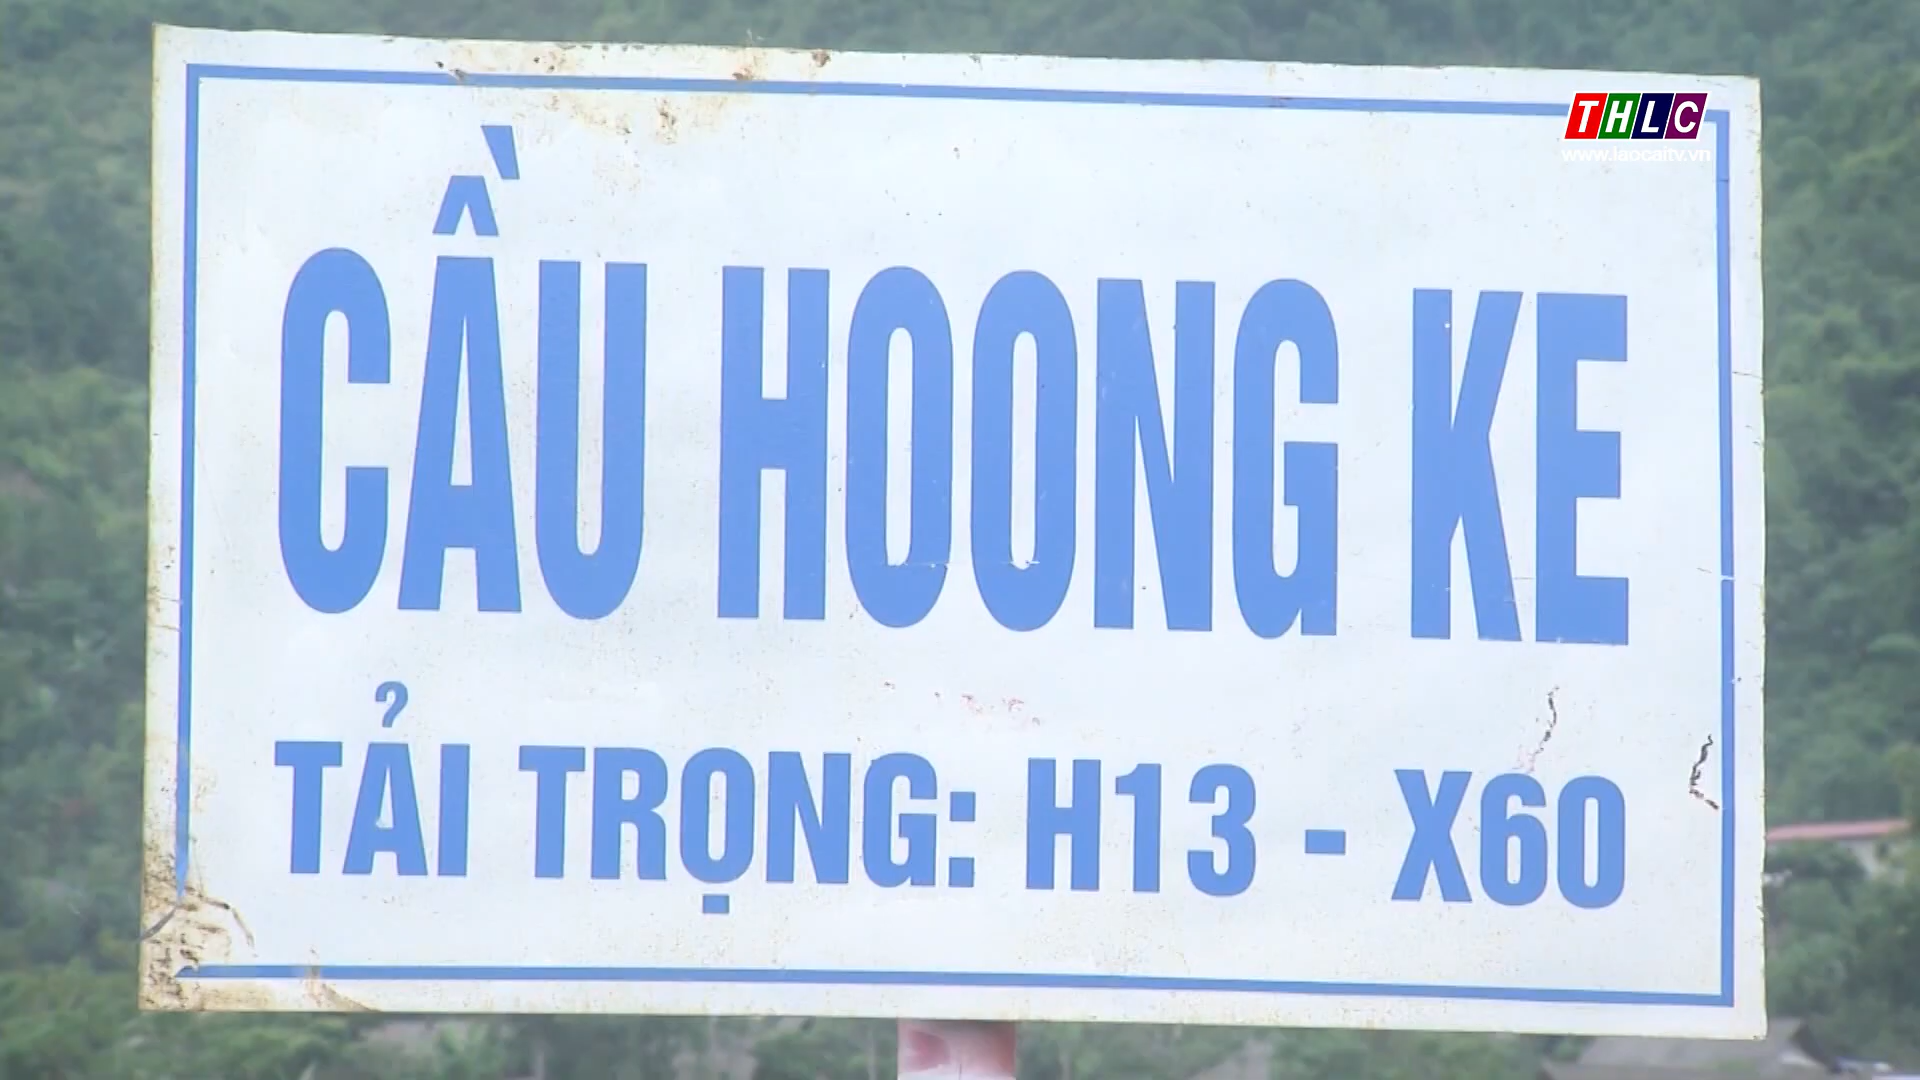 THLC
www.laocaitv.vn
CẦU HOONG KE
TẢI TRỌNG: H13 - X60